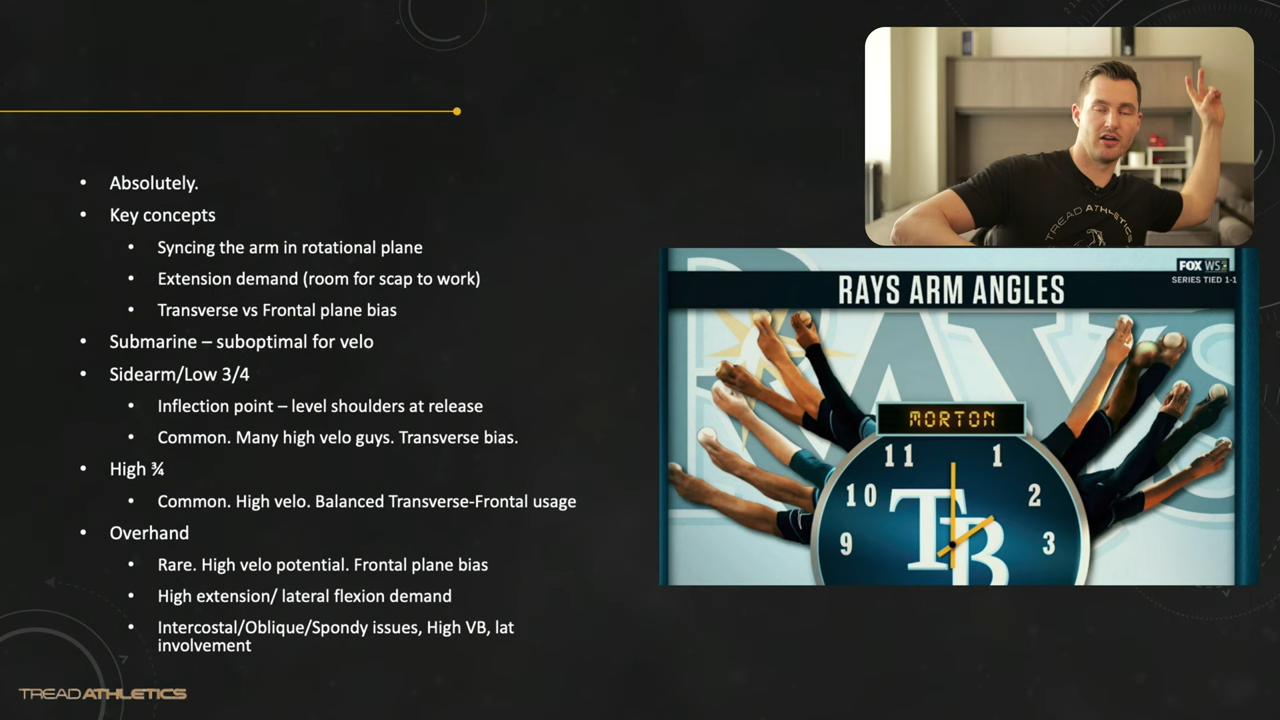 Absolutely.
Key concepts
Syncing the arm in rotational plane
Extension demand (room for scap to work)
Transverse vs Frontal plane bias
Submarine – suboptimal for velo
Sidearm/Low 3/4
Inflection point – level shoulders at release
Common. Many high velo guys. Transverse bias.
High ¾
Common. High velo. Balanced Transverse-Frontal usage
Overhand
Rare. High velo potential. Frontal plane bias
High extension/ lateral flexion demand
Intercostal/Oblique/Spondy issues, High VB, lat
involvement
TREADATHLETICS
TREAD ATHLETICS
FOX WS
SERIES TIED 1-1
RAYS ARM ANGLES
RAYS
MORTON
11 1
10 2
9 3
TB